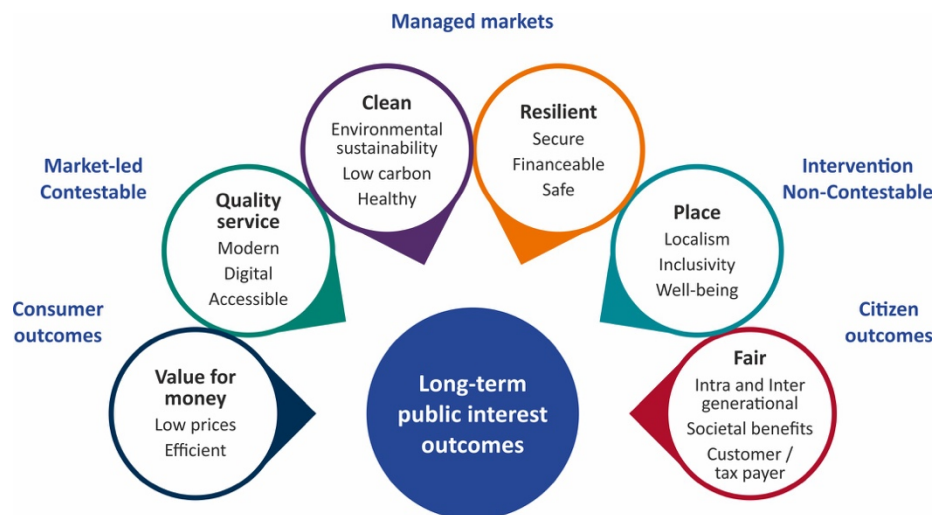 Managed markets
Clean
Environmental
sustainability
Low carbon
Healthy
Resilient
Secure
Financeable
Safe
Market-led
Contestable
Intervention
Non-Contestable
Quality
service
Modern
Digital
Accessible
Place
Localism
Inclusivity
Well-being
Consumer
outcomes
Citizen
outcomes
Value for
money
Low prices
Efficient
Long-term
public interest
outcomes
Fair
Intra and Inter
generational
Societal benefits
Customer /
tax payer